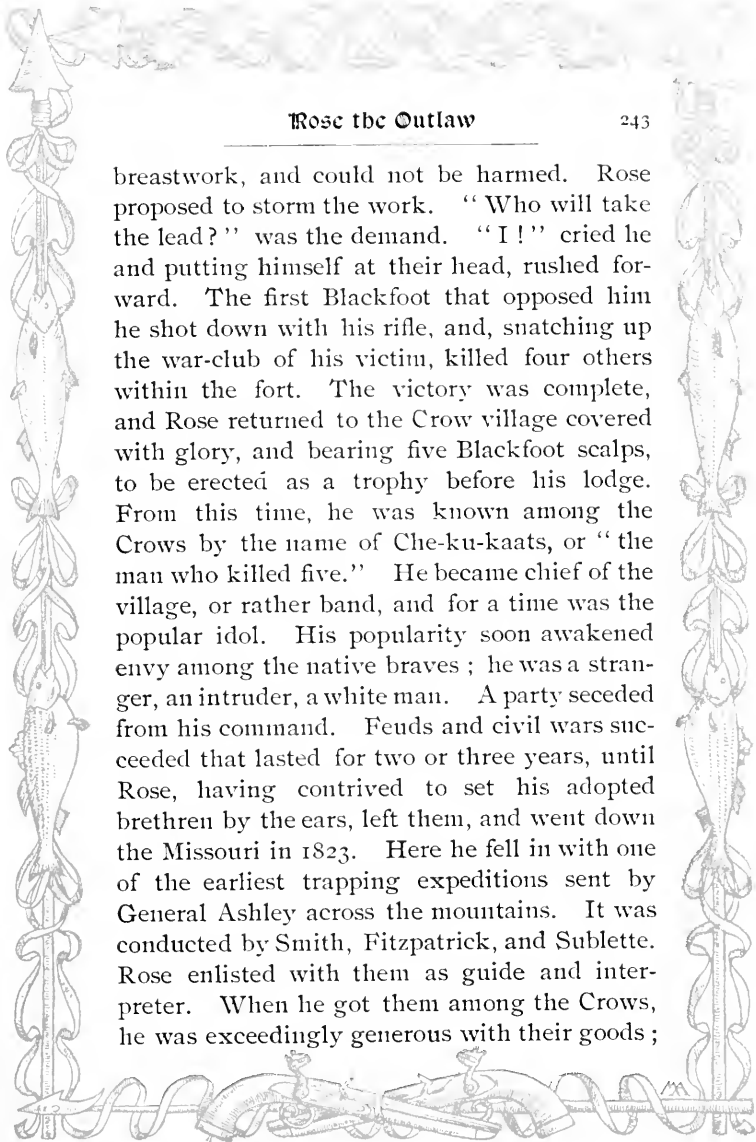 Rose the Outlaw 243
breastwork, and could not be harmed. Rose
proposed to storm the work. “ Who will take
the lead? ” was the demand. “ I ! ” cried he
and putting himself at their head, rushed for-
ward. The first Blackfoot that opposed him
he shot down with his rifle, and, snatching up
the war-club of his victim, killed four others
within the fort. The victory was complete,
and Rose returned to the Crow village covered
with glory, and bearing five Blackfoot scalps,
to be erected as a trophy before his lodge.
From this time, he was known among the
Crows by the name of Che-ku-kaats, or “ the
man who killed five.” He became chief of the
village, or rather band, and for a time was the
popular idol. His popularity soon awakened
envy among the native braves ; he was a stran-
ger, an intruder, a white man. A party seceded
from his command. Feuds and civil wars suc-
ceeded that lasted for two or three years, until
Rose, having contrived to set his adopted
brethren by the ears, left them, and went down
the Missouri in 1823. Here he fell in with one
of the earliest trapping expeditions sent by
General Ashley across the mountains. It was
conducted by Smith, Fitzpatrick, and Sublette.
Rose enlisted with them as guide and inter-
preter. When he got them among the Crows,
he was exceedingly generous with their goods ;